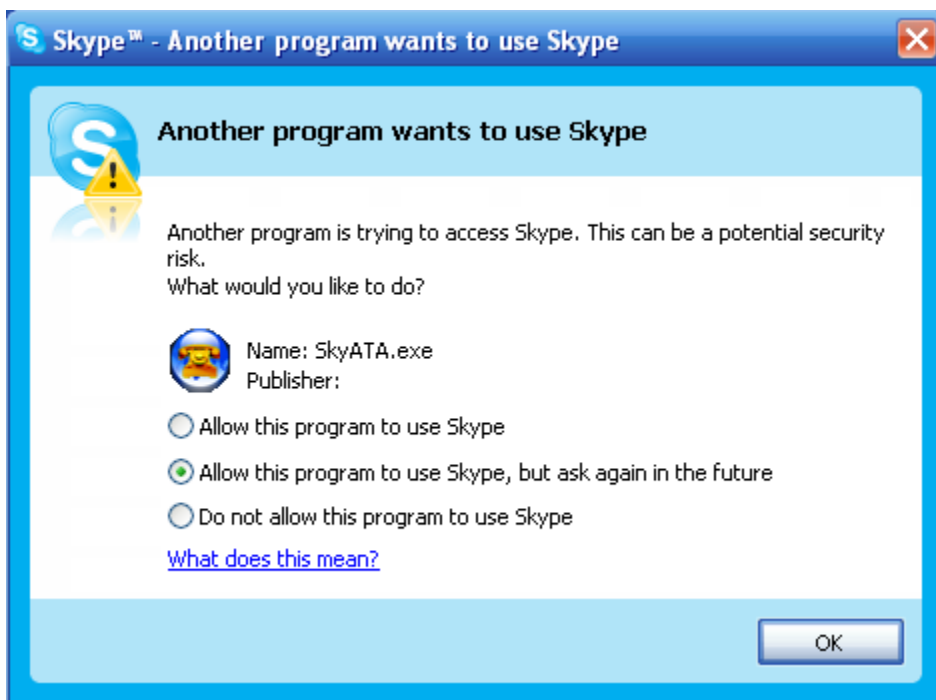 Skype™ - Another program wants to use Skype
Another program wants to use Skype
Another program is trying to access Skype. This can be a potential security
risk.
What would you like to do?
Name: SkyATA.exe
Publisher:
Allow this program to use Skype
Allow this program to use Skype, but ask again in the future
Do not allow this program to use Skype
What does this mean?
OK